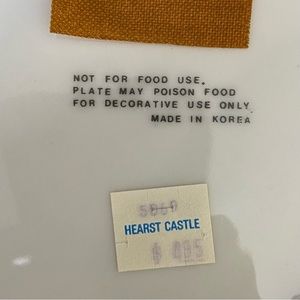 NOT FOR FOOD USE.
PLATE MAY POISON FOOD
FOR DECORATIVE USE ONLY
MADE IN KOREA
HEARST CASTLE